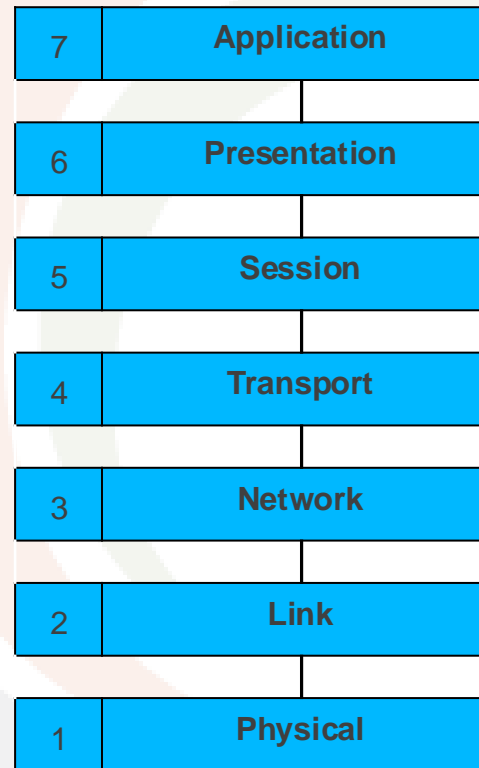 7 Application
6 Presentation
5 Session
4 Transport
3 Network
2 Link
1 Physical